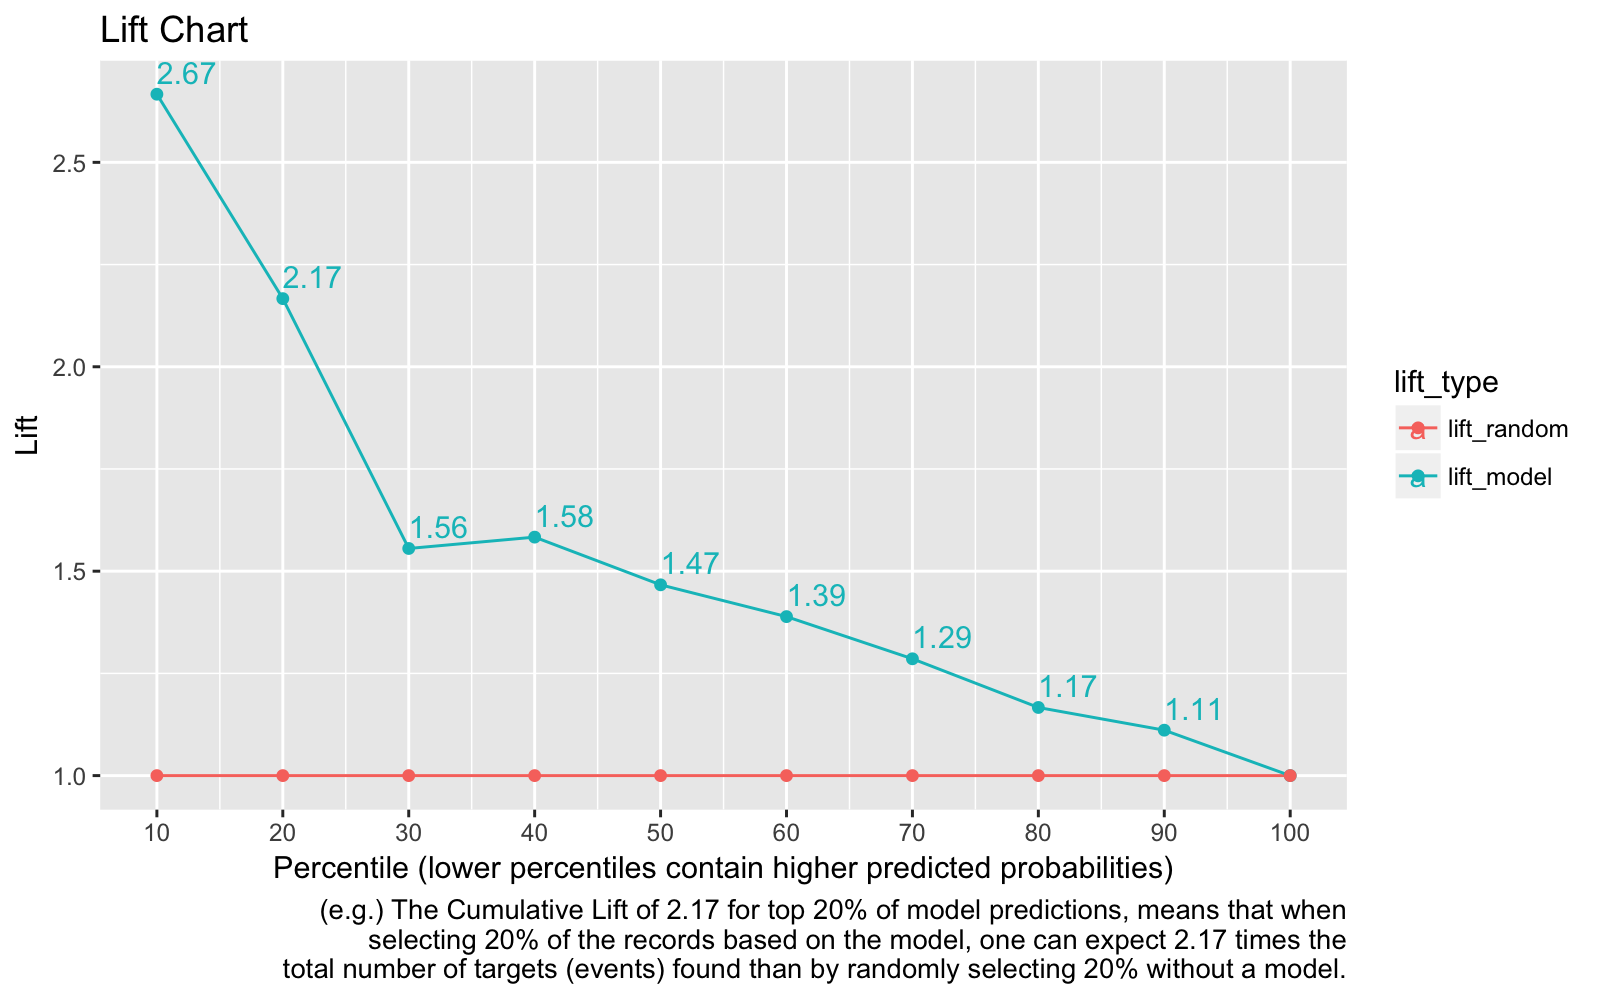 Lift Chart
2.67
2.5
2.17
2.0
lift_type
Lift
lift_random
lift_model
a
a
1.56
1.58
1.5
1.47
1.39
1.29
1.17
1.11
1.0
10 20 30 40 50 60 70 80 90 100
Percentile (lower percentiles contain higher predicted probabilities)
(e.g.) The Cumulative Lift of 2.17 for top 20% of model predictions, means that when
selecting 20% of the records based on the model, one can expect 2.17 times the
total number of targets (events) found than by randomly selecting 20% without a model.